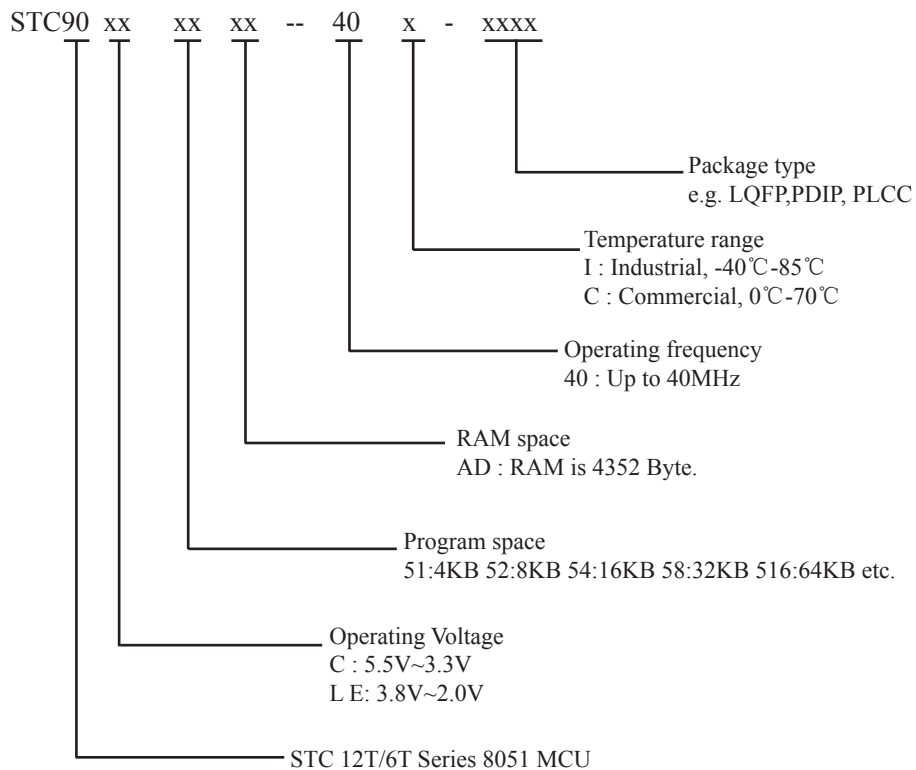 STC90 xx xx xx -- 40 x - xxxx
Package type
e.g. LQFP,PDIP, PLCC
Temperature range
I : Industrial, -40℃-85℃
C : Commercial, 0℃-70℃
Operating frequency
40 : Up to 40MHz
RAM space
AD : RAM is 4352 Byte.
Program space
51:4KB 52:8KB 54:16KB 58:32KB 516:64KB etc.
Operating Voltage
C : 5.5V~3.3V
L E: 3.8V~2.0V
STC 12T/6T Series 8051 MCU